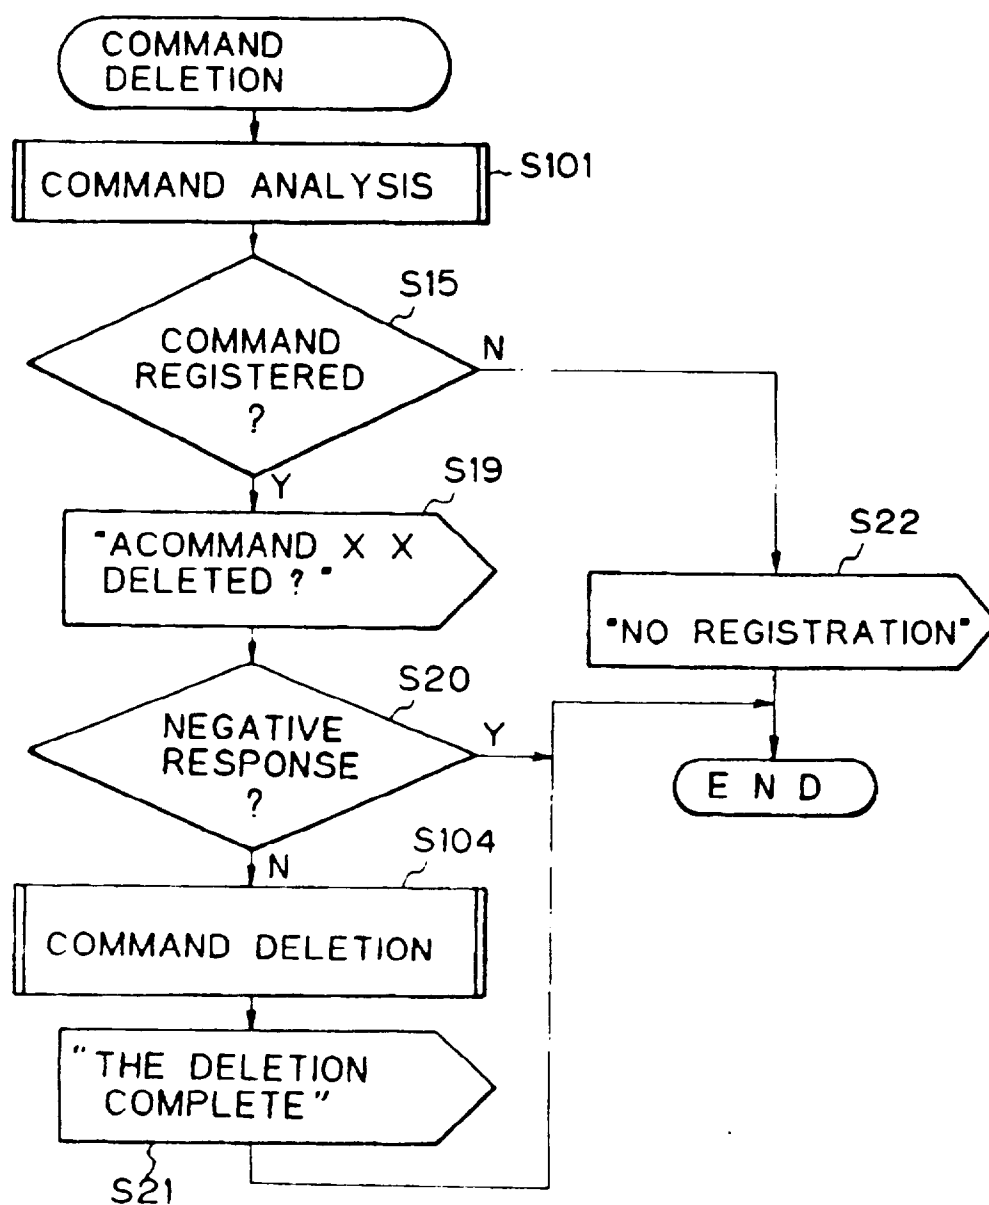 COMMAND
DELETION
COMMAND ANALYSIS
S101
S15
COMMAND
REGISTERED
?
N
Y
S19
"ACOMMAND X X
DELETED ? "
S22
"NO REGISTRATION"
S20
NEGATIVE
RESPONSE
?
Y
E N D
N
S104
COMMAND DELETION
"THE DELETION
COMPLETE"
S21